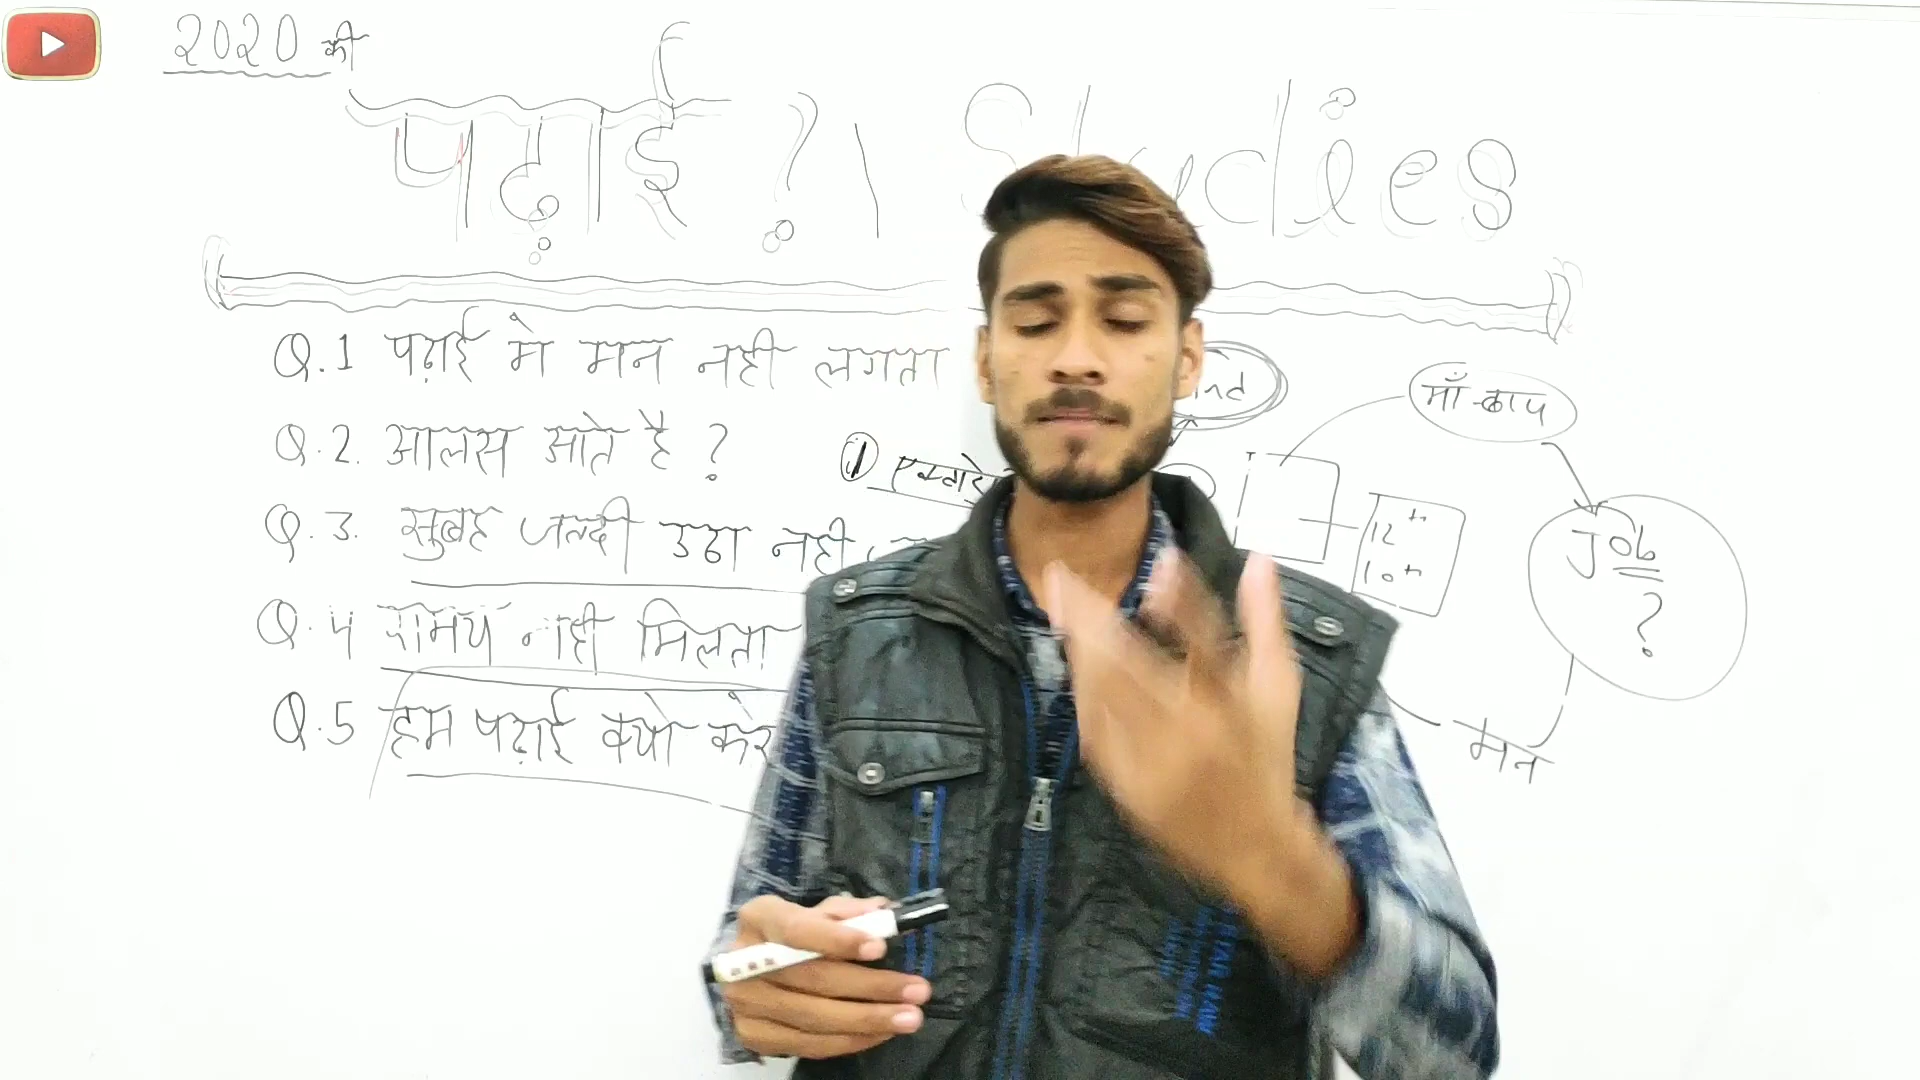 2020 की
पढ़ाई ? \ Studies
Q.1 पढ़ाई मे मन नही लगता
Q.2. आलस आते है ?
Q.3. सुबह जल्दी उठा नही
Q.4 समय नही मिलता
Q.5 हम पढ़ाई क्यो करे
①
माँ-बाप
12th
10th
Job
?
मन